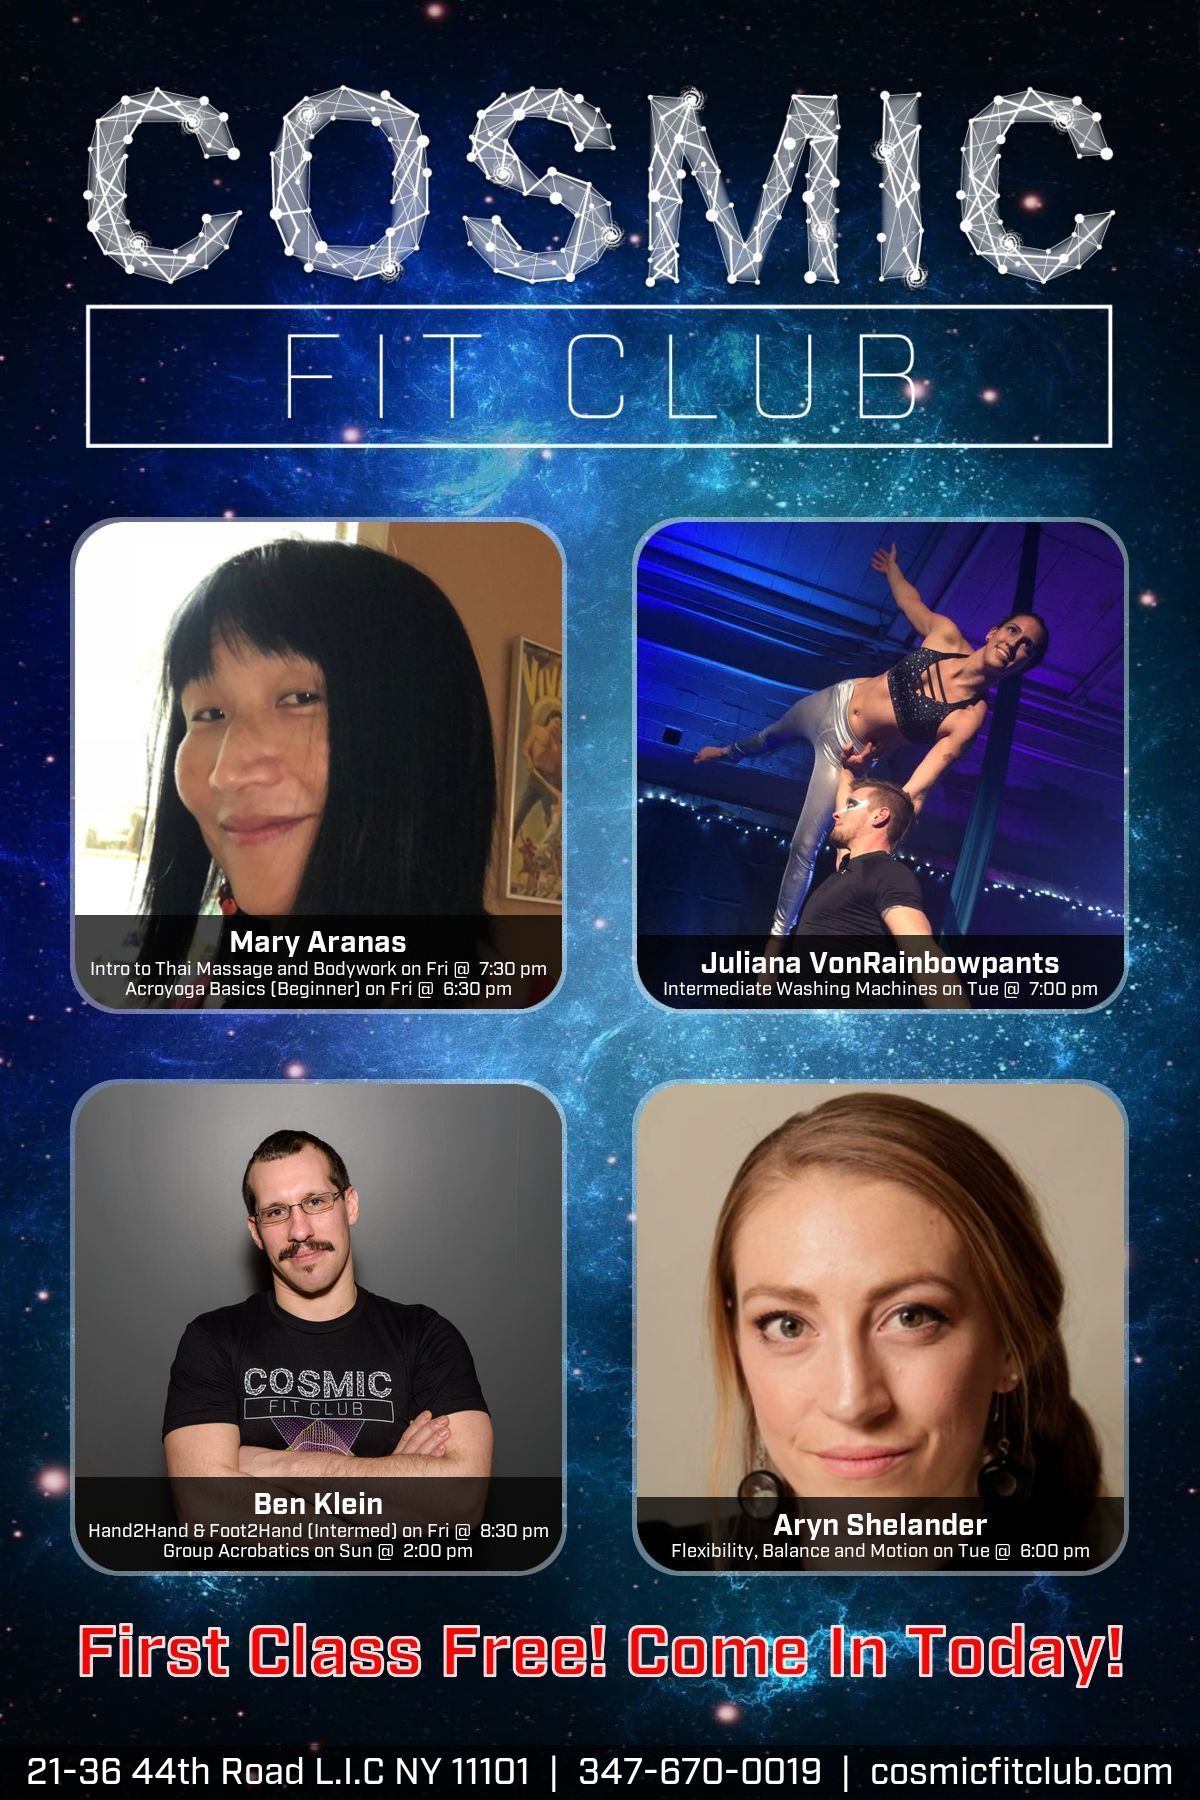 COSMIC
FIT CLUB
VIV
Mary Aranas
Intro to Thai Massage and Bodywork on Fri @ 7:30 pm
Acroyoga Basics (Beginner) on Fri @ 6:30 pm
Juliana VonRainbowpants
Intermediate Washing Machines on Tue @ 7:00 pm
COSMIC
FIT CLUB
Ben Klein
Hand2Hand & Foot2Hand (Intermed) on Fri @ 8:30 pm
Group Acrobatics on Sun @ 2:00 pm
Aryn Shelander
Flexibility, Balance and Motion on Tue @ 6:00 pm
First Class Free! Come In Today!
21-36 44th Road L.I.C NY 11101 | 347-670-0019 | cosmicfitclub.com